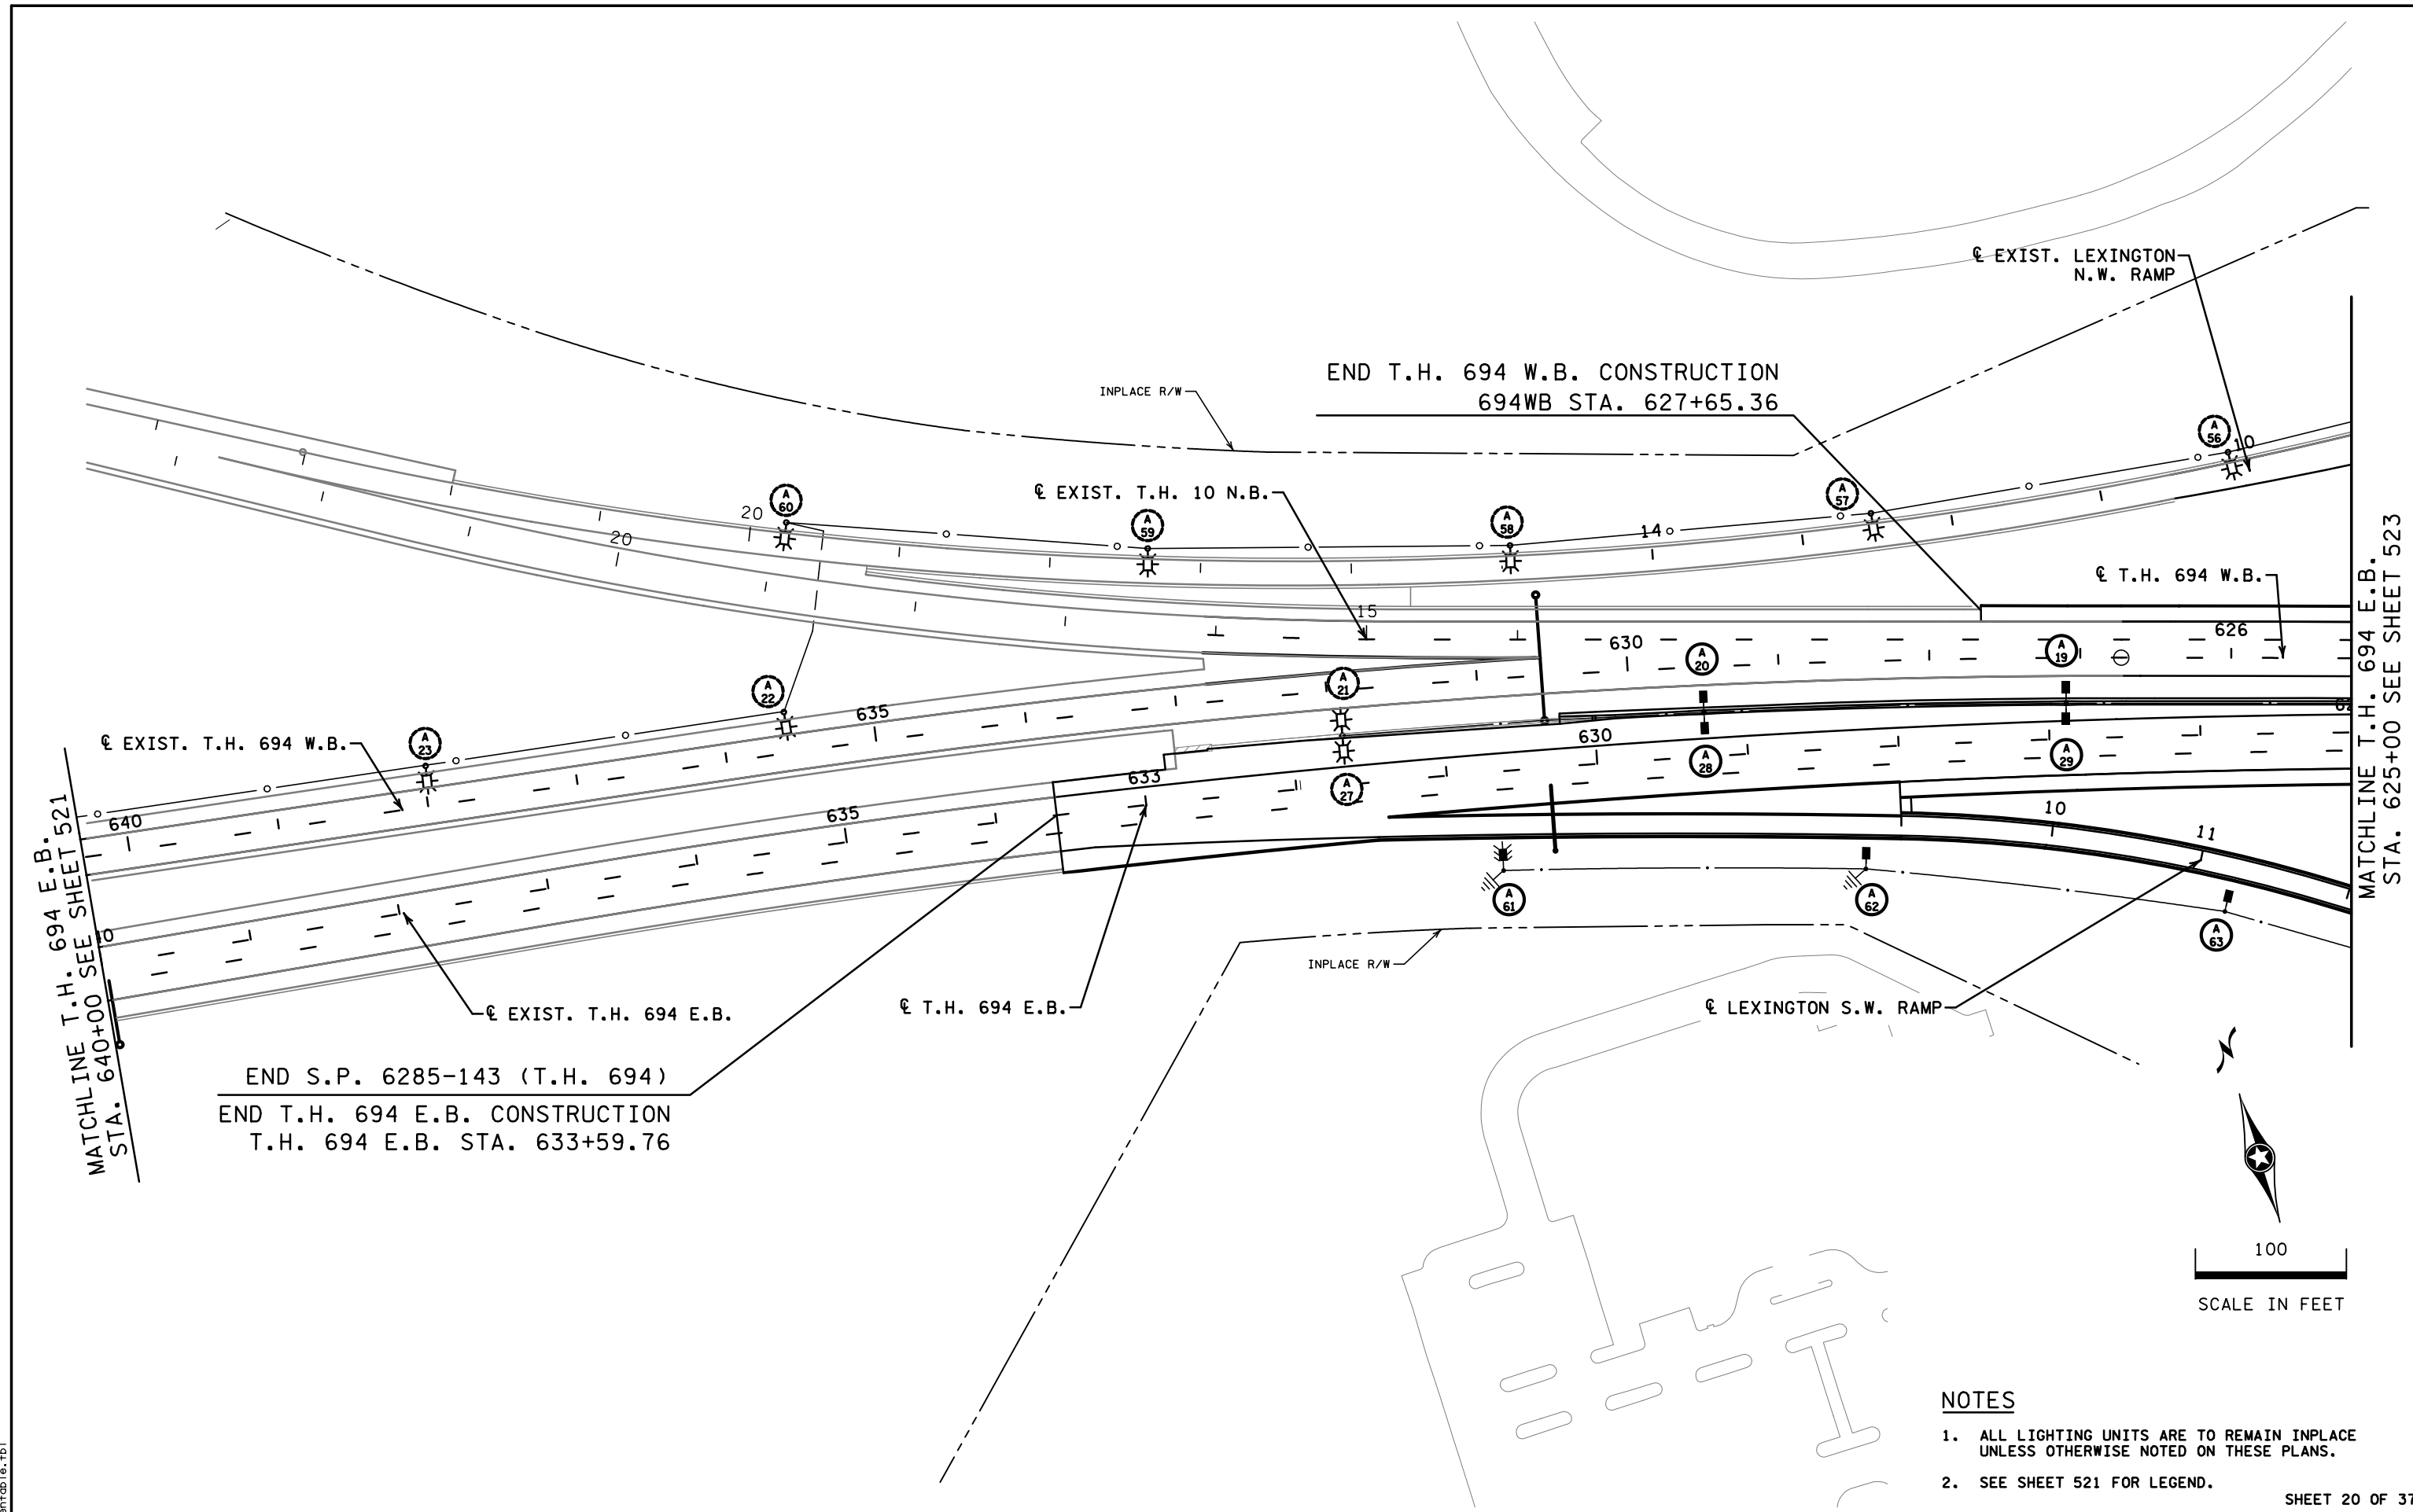 ℄ EXIST. LEXINGTON
N.W. RAMP
END T.H. 694 W.B. CONSTRUCTION
694WB STA. 627+65.36
INPLACE R/W
A
56
10
℄ EXIST. T.H. 10 N.B.
A
60
20
20
A
59
A
58
14
A
57
℄ T.H. 694 W.B.
MATCHLINE T.H. 694 E.B.
STA. 625+00 SEE SHEET 523
15
630
626
A
20
A
19
A
21
A
22
635
℄ EXIST. T.H. 694 W.B.
A
23
630
A
28
A
29
633
A
27
640
635
10
11
MATCHLINE T.H. 694 E.B.
STA. 640+00 SEE SHEET 521
A
61
A
62
A
63
INPLACE R/W
℄ EXIST. T.H. 694 E.B.
℄ T.H. 694 E.B.
℄ LEXINGTON S.W. RAMP
END S.P. 6285-143 (T.H. 694)
END T.H. 694 E.B. CONSTRUCTION
T.H. 694 E.B. STA. 633+59.76
100
SCALE IN FEET
NOTES
1. ALL LIGHTING UNITS ARE TO REMAIN INPLACE
UNLESS OTHERWISE NOTED ON THESE PLANS.
2. SEE SHEET 521 FOR LEGEND.
SHEET 20 OF 37